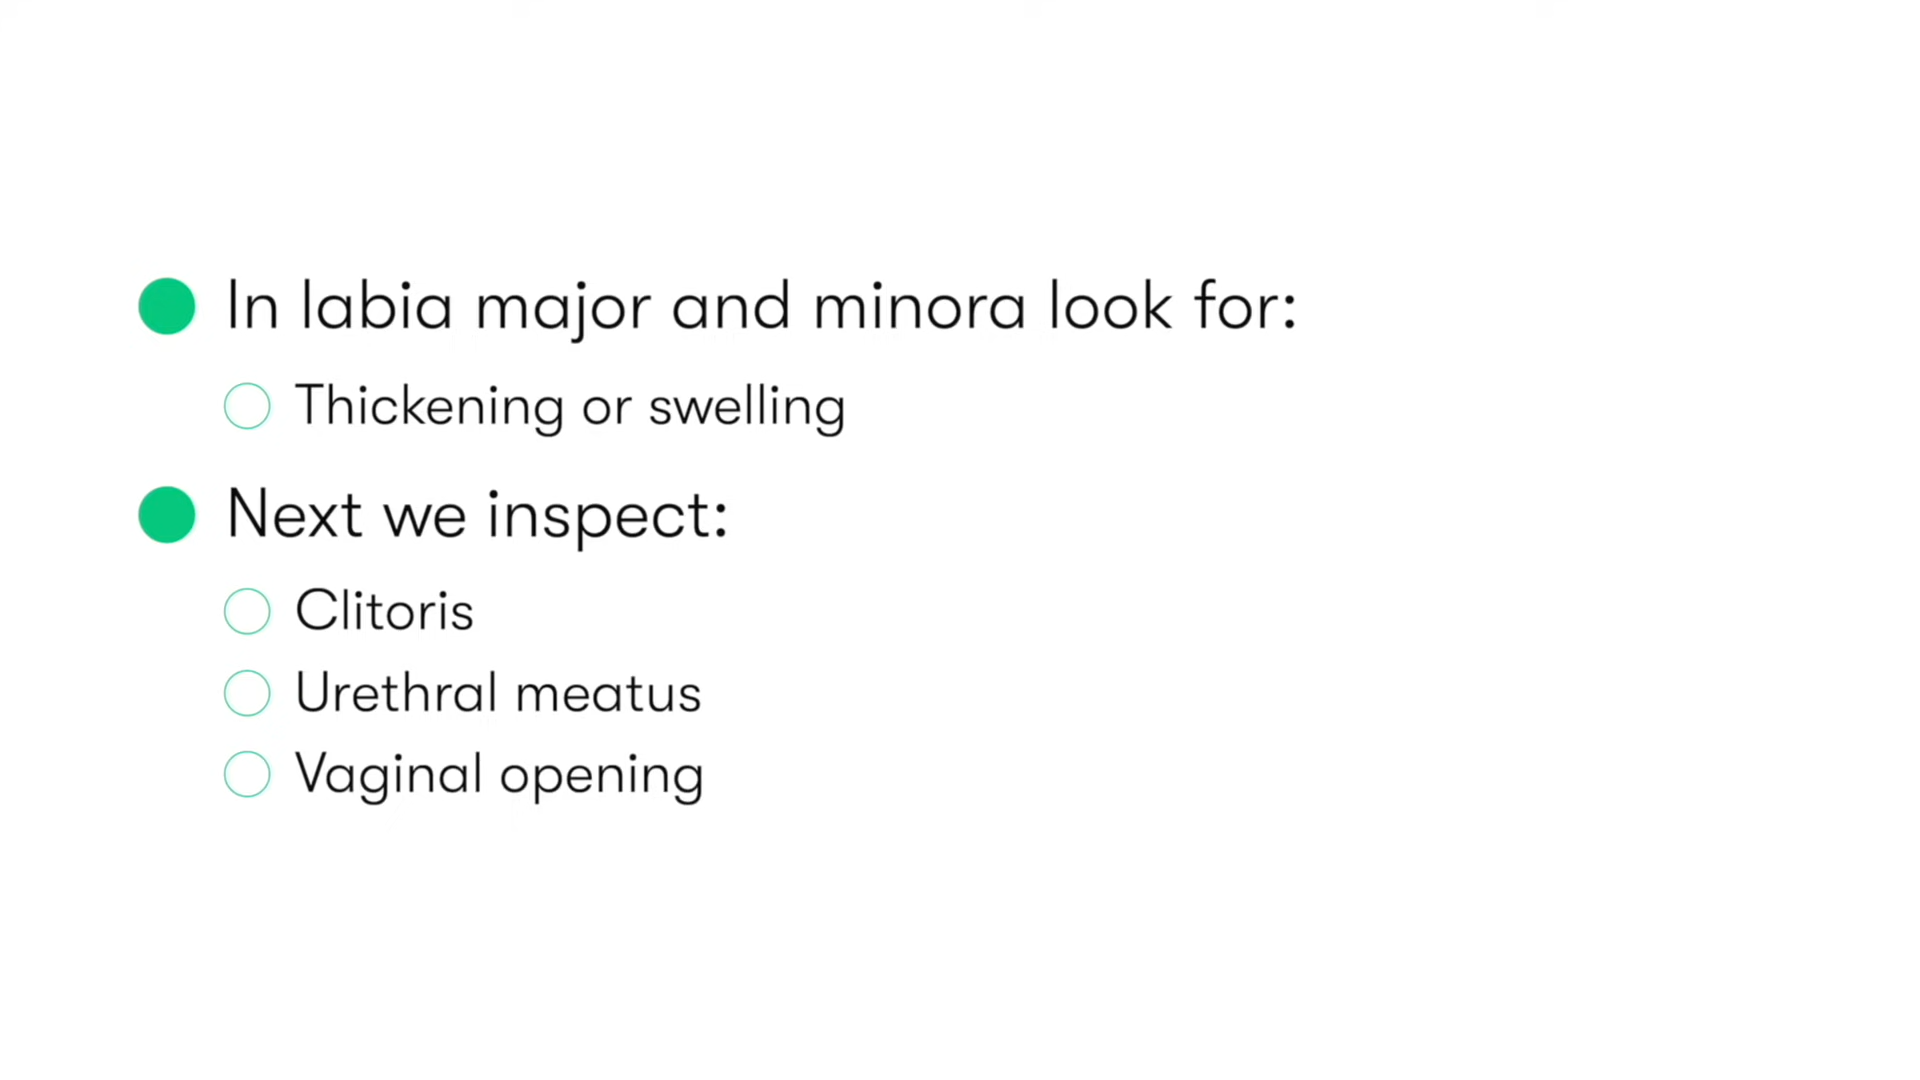 In labia major and minora look for:
Thickening or swelling
Next we inspect:
Clitoris
Urethral meatus
Vaginal opening